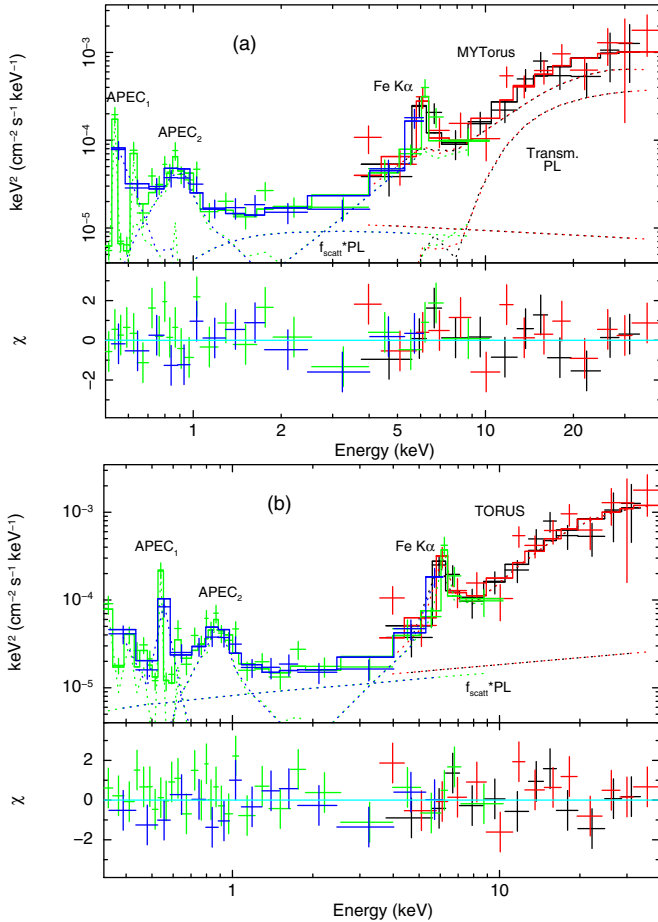 (a)
MYTorus
Fe Kα
APEC₁
APEC₂
Transm.
PL
f_scatt*PL
keV² (cm⁻² s⁻¹ keV⁻¹)
10⁻³
10⁻⁴
10⁻⁵
χ
2
0
−2
1
2
5
10
20
Energy (keV)
(b)
TORUS
APEC₁
Fe Kα
APEC₂
f_scatt*PL
keV² (cm⁻² s⁻¹ keV⁻¹)
10⁻³
10⁻⁴
10⁻⁵
χ
2
0
−2
1
10
Energy (keV)